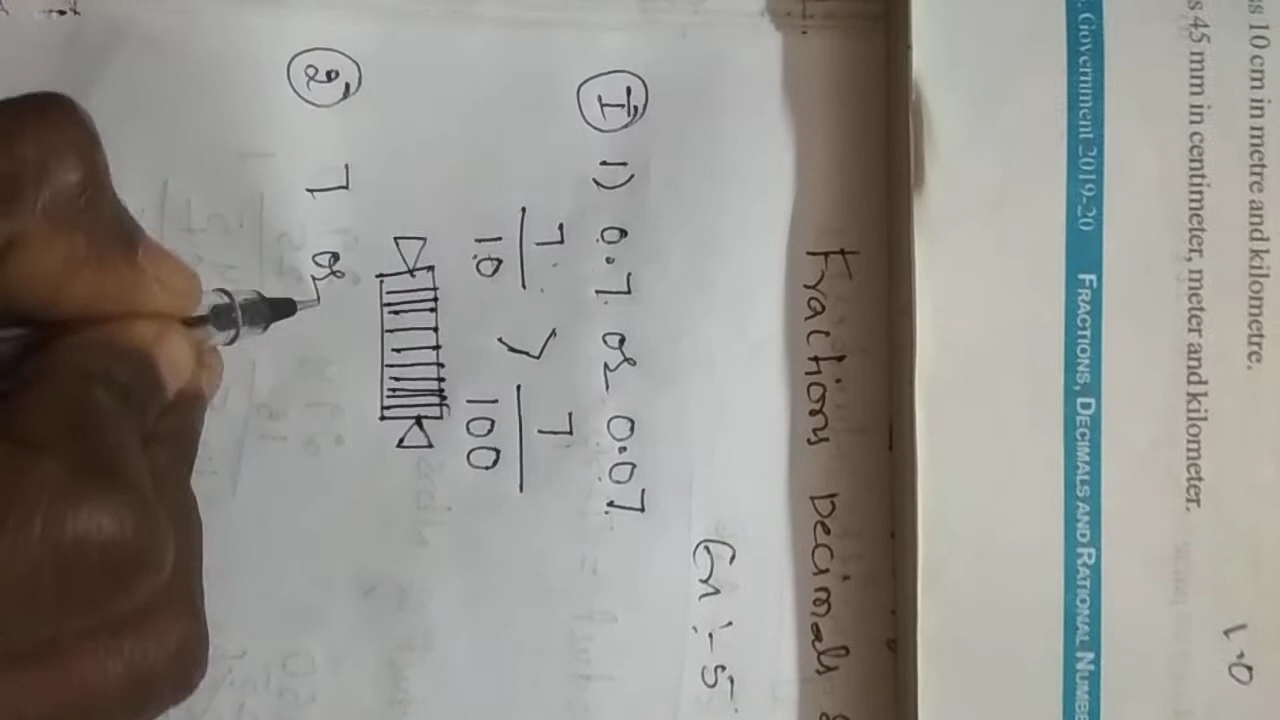 s 10 cm in metre and kilometre.
s 45 mm in centimeter, meter and kilometer.
1.0
. Government 2019-20 FRACTIONS, DECIMALS AND RATIONAL NUMBE
Fractions Decimals &
En :- 5
I 1) 0.7 or 0.07
7/10 > 7/100
2 7 or